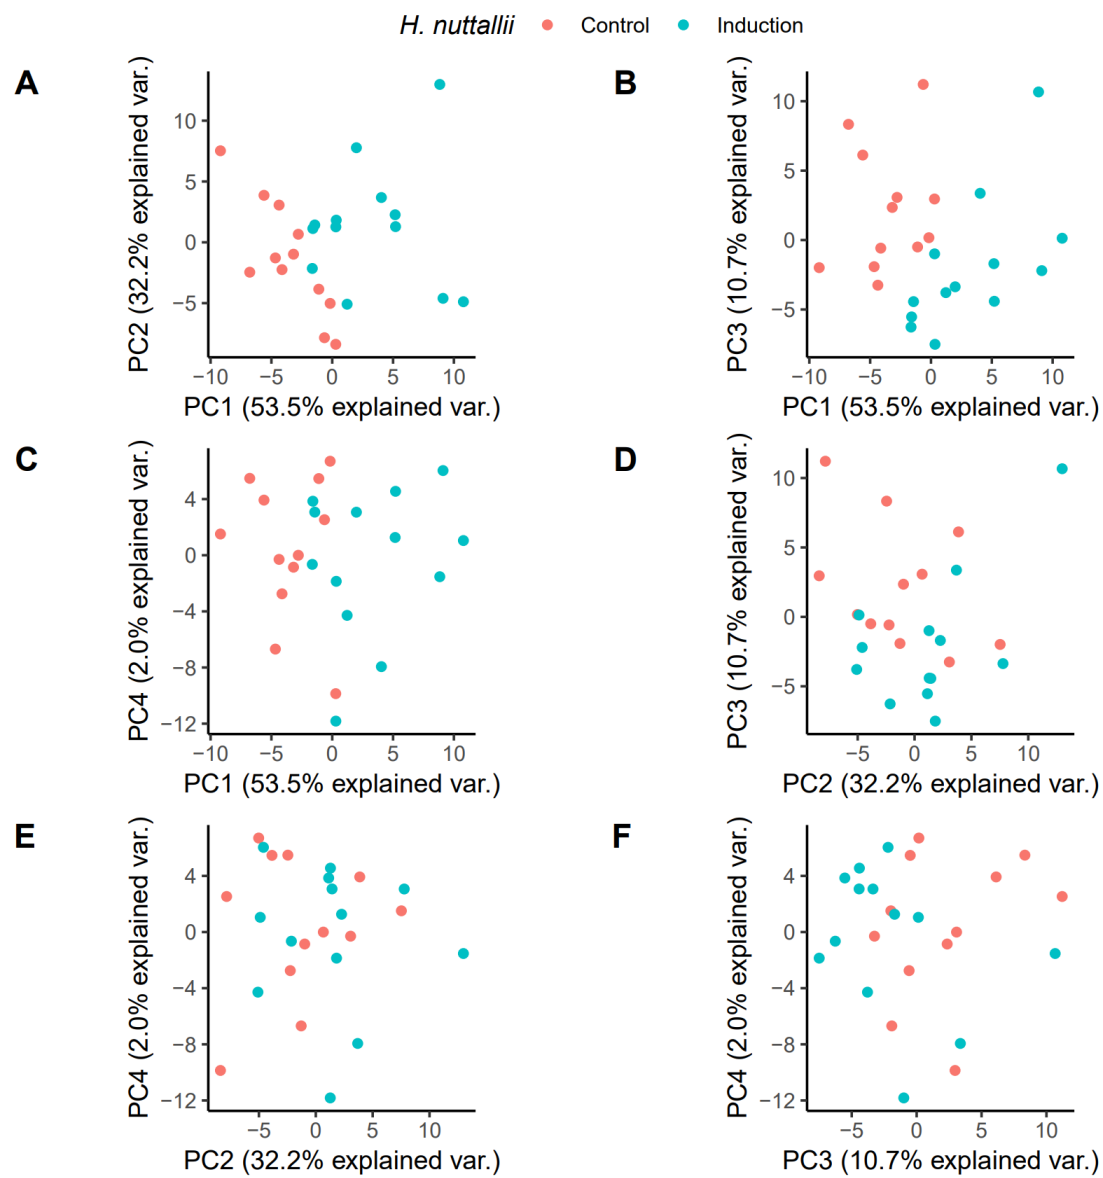 H. nuttallii Control Induction
A
PC2 (32.2% explained var.)
10
5
0
−5
−10 −5 0 5 10
PC1 (53.5% explained var.)
B
PC3 (10.7% explained var.)
10
5
0
−5
−10 −5 0 5 10
PC1 (53.5% explained var.)
C
PC4 (2.0% explained var.)
4
0
−4
−8
−12
−10 −5 0 5 10
PC1 (53.5% explained var.)
D
PC3 (10.7% explained var.)
10
5
0
−5
−5 0 5 10
PC2 (32.2% explained var.)
E
PC4 (2.0% explained var.)
4
0
−4
−8
−12
−5 0 5 10
PC2 (32.2% explained var.)
F
PC4 (2.0% explained var.)
4
0
−4
−8
−12
−5 0 5 10
PC3 (10.7% explained var.)